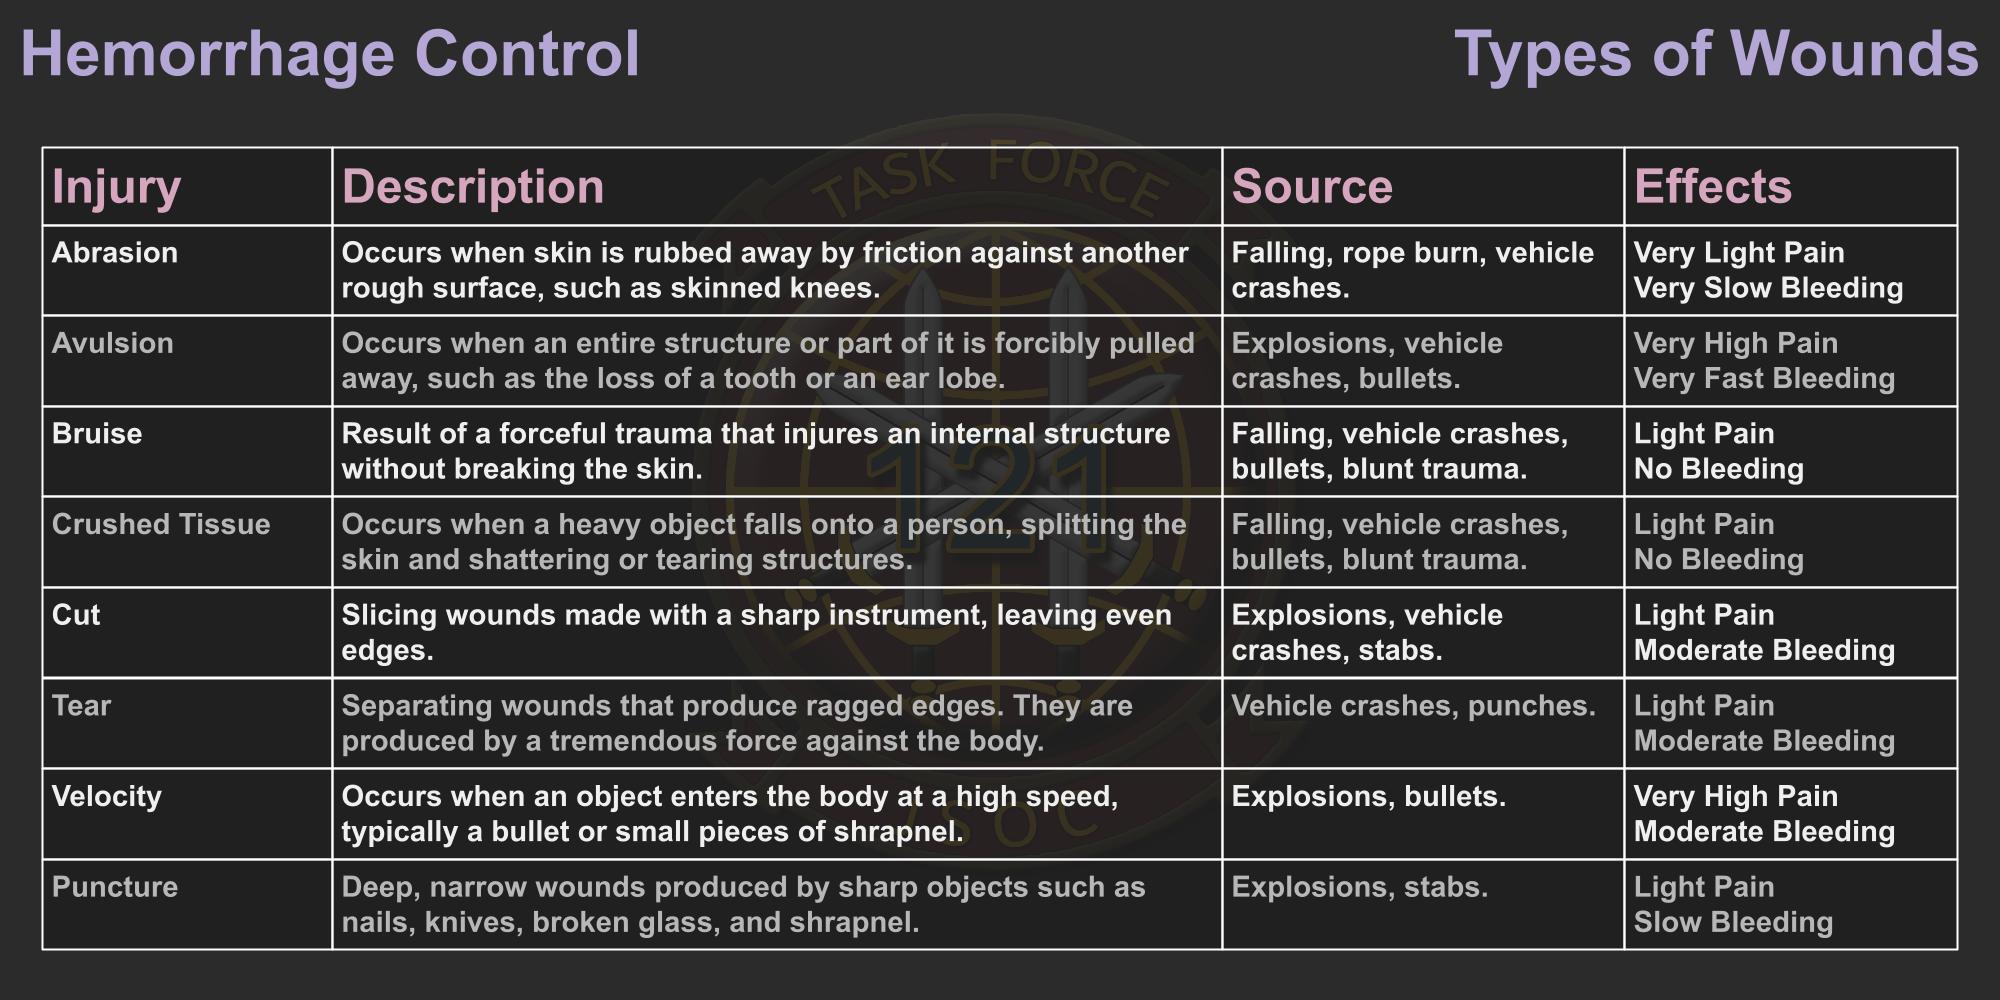 Hemorrhage Control
Types of Wounds
TASK FORCE
121
JSOC
Injury
Description
Source
Effects
Abrasion
Occurs when skin is rubbed away by friction against another
rough surface, such as skinned knees.
Falling, rope burn, vehicle
crashes.
Very Light Pain
Very Slow Bleeding
Avulsion
Occurs when an entire structure or part of it is forcibly pulled
away, such as the loss of a tooth or an ear lobe.
Explosions, vehicle
crashes, bullets.
Very High Pain
Very Fast Bleeding
Bruise
Result of a forceful trauma that injures an internal structure
without breaking the skin.
Falling, vehicle crashes,
bullets, blunt trauma.
Light Pain
No Bleeding
Crushed Tissue
Occurs when a heavy object falls onto a person, splitting the
skin and shattering or tearing structures.
Falling, vehicle crashes,
bullets, blunt trauma.
Light Pain
No Bleeding
Cut
Slicing wounds made with a sharp instrument, leaving even
edges.
Explosions, vehicle
crashes, stabs.
Light Pain
Moderate Bleeding
Tear
Separating wounds that produce ragged edges. They are
produced by a tremendous force against the body.
Vehicle crashes, punches.
Light Pain
Moderate Bleeding
Velocity
Occurs when an object enters the body at a high speed,
typically a bullet or small pieces of shrapnel.
Explosions, bullets.
Very High Pain
Moderate Bleeding
Puncture
Deep, narrow wounds produced by sharp objects such as
nails, knives, broken glass, and shrapnel.
Explosions, stabs.
Light Pain
Slow Bleeding